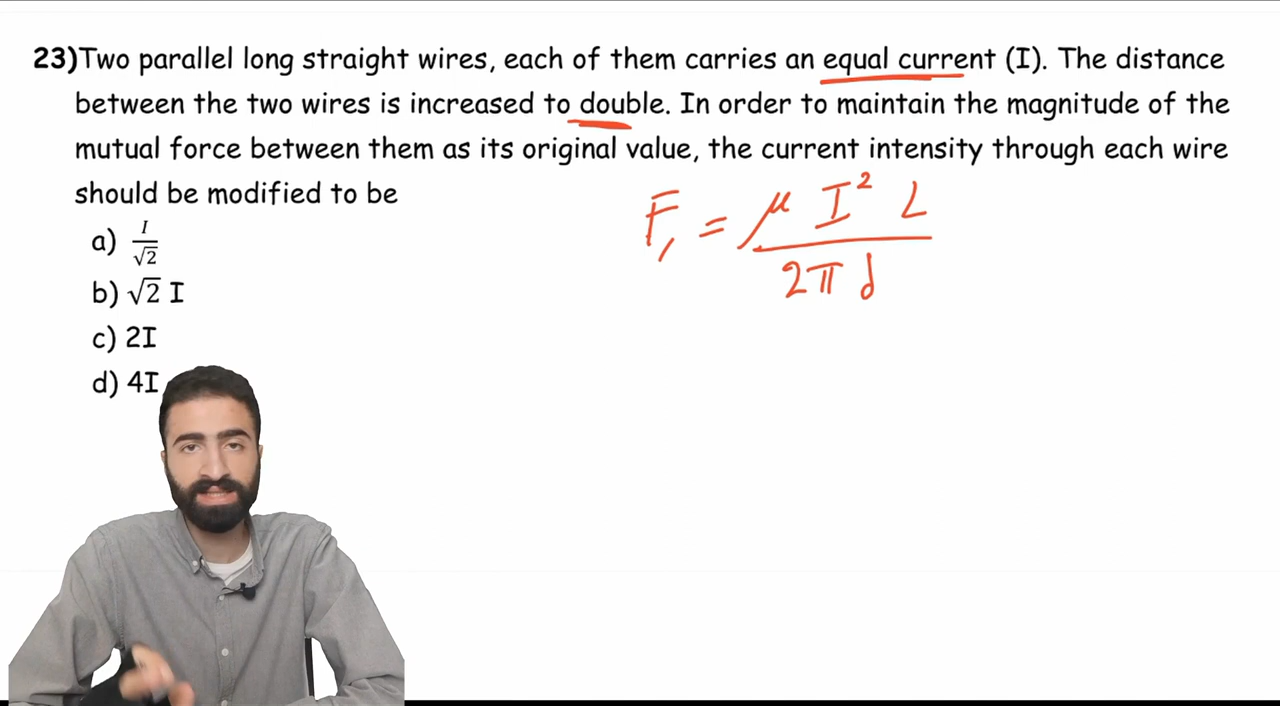 23)Two parallel long straight wires, each of them carries an equal current (I). The distance
between the two wires is increased to double. In order to maintain the magnitude of the
mutual force between them as its original value, the current intensity through each wire
should be modified to be
a) I/√2
b) √2 I
c) 2I
d) 4I
F₁ = μ I² L / 2π d